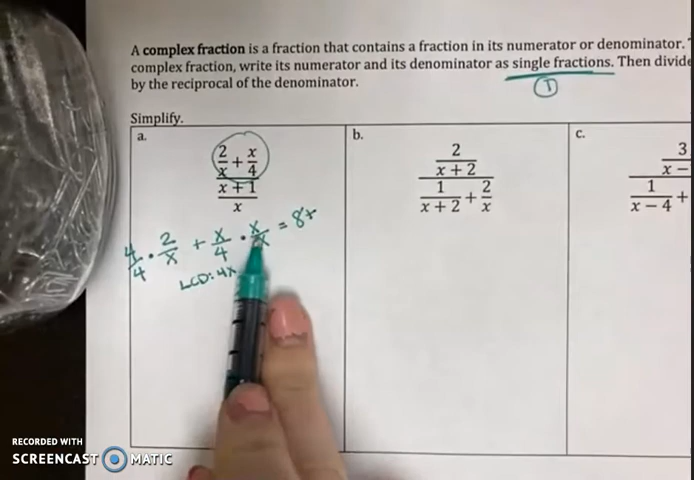 A complex fraction is a fraction that contains a fraction in its numerator or denominator.
complex fraction, write its numerator and its denominator as single fractions. Then divide
by the reciprocal of the denominator.
1
Simplify.
a.
2/x + x/4
x + 1
x
4/4 · 2/x + x/4 · x/x = 8+
LCD: 4x
b.
2
x + 2
1/(x + 2) + 2/x
c.
3
x −
1/(x − 4) +
RECORDED WITH
SCREENCAST MATIC